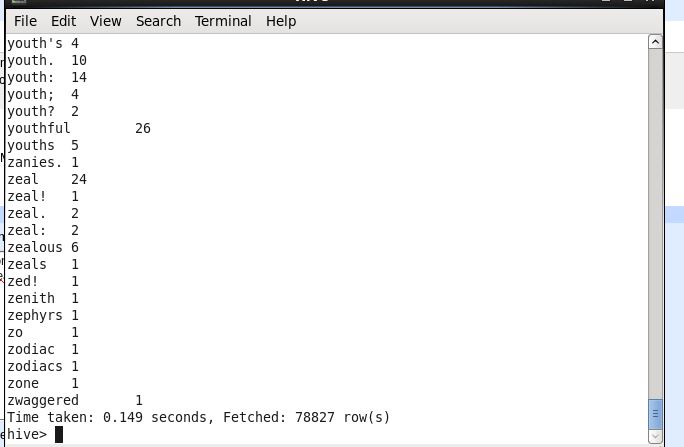 File Edit View Search Terminal Help
youth's 4
youth. 10
youth: 14
youth; 4
youth? 2
youthful 26
youths 5
zanies. 1
zeal 24
zeal! 1
zeal. 2
zeal: 2
zealous 6
zeals 1
zed! 1
zenith 1
zephyrs 1
zo 1
zodiac 1
zodiacs 1
zone 1
zwaggered 1
Time taken: 0.149 seconds, Fetched: 78827 row(s)
hive>